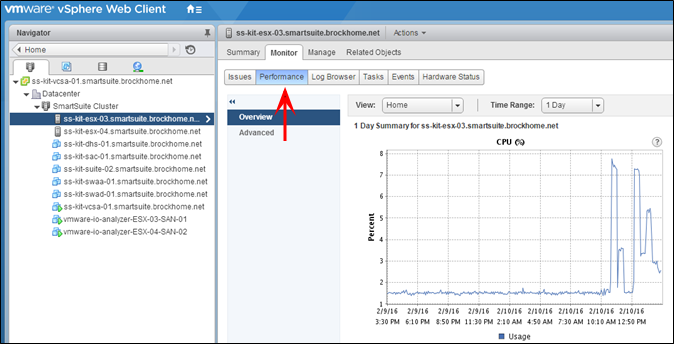 vmware® vSphere Web Client
Navigator
Home
ss-kit-vcsa-01.smartsuite.brockhome.net
Datacenter
SmartSuite Cluster
ss-kit-esx-03.smartsuite.brockhome.n...
ss-kit-esx-04.smartsuite.brockhome.net
ss-kit-dhs-01.smartsuite.brockhome.net
ss-kit-sac-01.smartsuite.brockhome.net
ss-kit-suite-02.smartsuite.brockhome.net
ss-kit-swaa-01.smartsuite.brockhome.net
ss-kit-swad-01.smartsuite.brockhome.net
ss-kit-vcsa-01.smartsuite.brockhome.net
vmware-io-analyzer-ESX-03-SAN-01
vmware-io-analyzer-ESX-04-SAN-02
ss-kit-esx-03.smartsuite.brockhome.net Actions
Summary Monitor Manage Related Objects
Issues Performance Log Browser Tasks Events Hardware Status
Overview
Advanced
View: Home Time Range: 1 Day
1 Day Summary for ss-kit-esx-03.smartsuite.brockhome.net
CPU (%)
?
Percent
8
7
6
5
4
3
2
1
2/9/16 2/9/16 2/9/16 2/10/16 2/10/16 2/10/16 2/10/16 2/10/16 2/10/16
3:30 PM 6:10 PM 8:50 PM 11:30 PM 2:10 AM 4:50 AM 7:30 AM 10:10 AM 12:50 PM
Usage